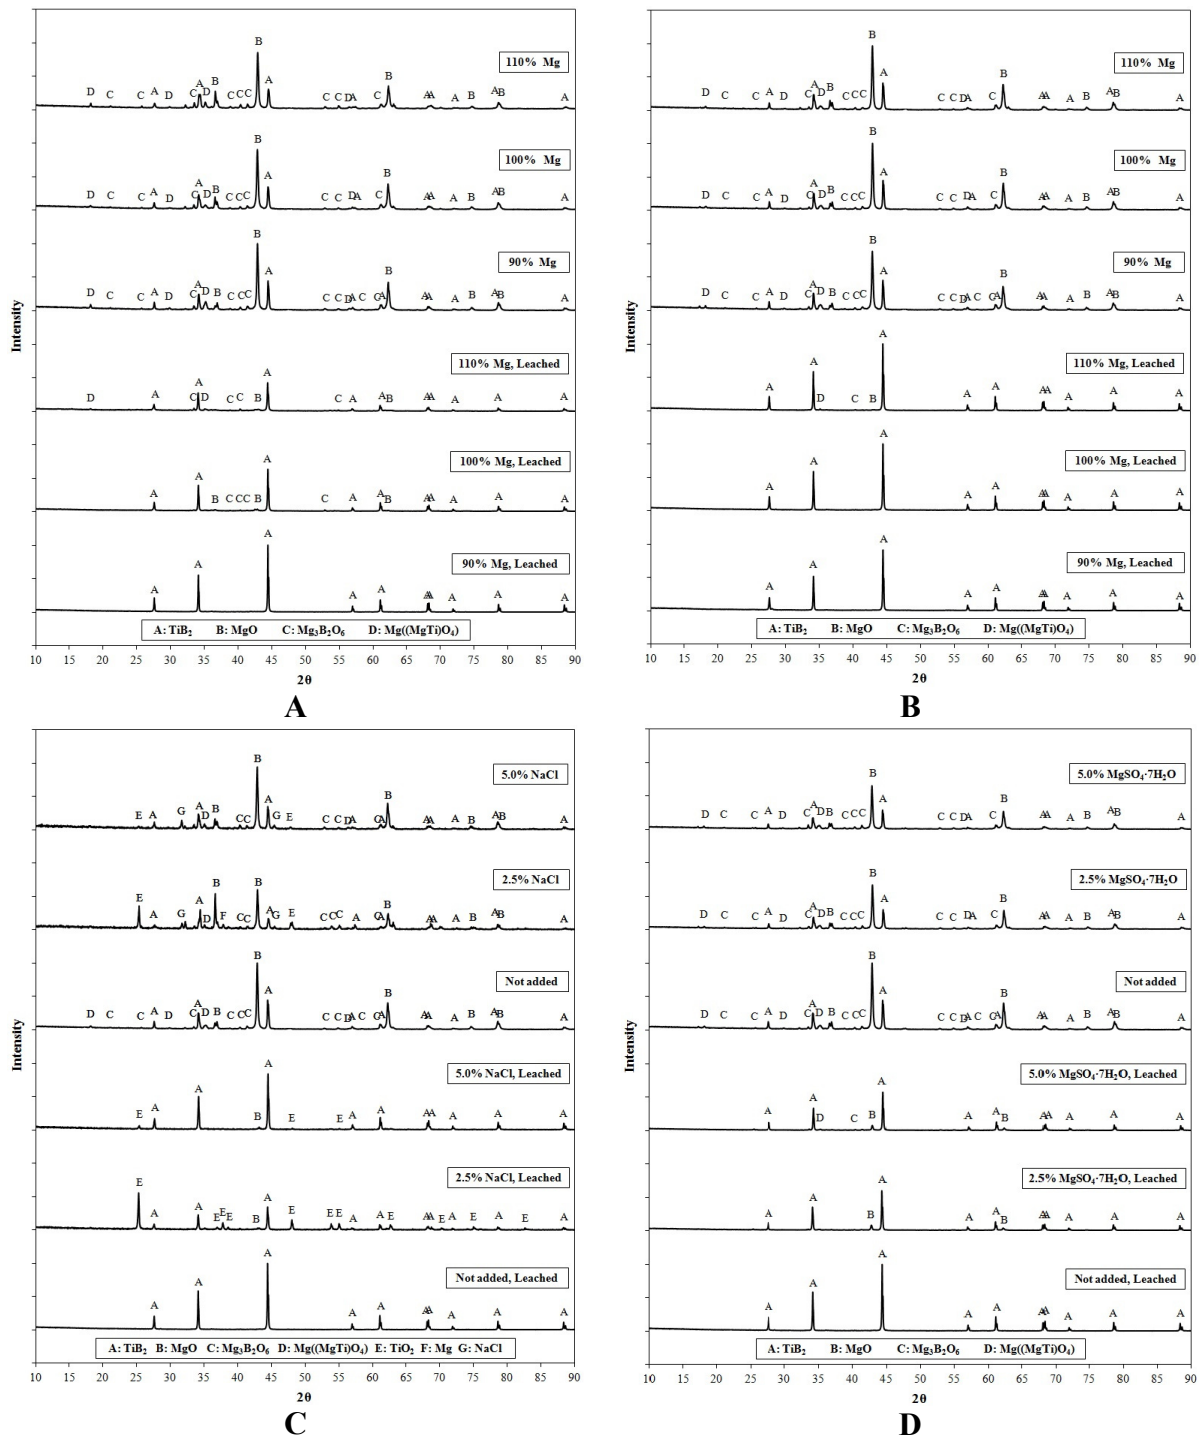 B
110% Mg
D C C A D C A D B C C C A C C D A C B A A A B A B A
B
100% Mg
D C C A D C A D B C C C A C C D A C B A A A B A B A
B
90% Mg
D C C A D C A D B C C C A C C D A C C A B A A A B A B A
Intensity
110% Mg, Leached
D A C A D C C B A C A A B A A A A A
100% Mg, Leached
A A B C C C B A C A A B A A A A A
90% Mg, Leached
A A A A A A A A A A
A: TiB₂ B: MgO C: Mg₃B₂O₆ D: Mg((MgTi)O₄)
10 15 20 25 30 35 40 45 50 55 60 65 70 75 80 85 90
2θ
A
B
110% Mg
D C C A D C A D B C C C A C C D A C B A A A B A B A
B
100% Mg
D C C A D C A D B C C C A C C D A C B A A A B A B A
B
90% Mg
D C C A D C A D B C C C A C C D A C C A B A A A B A B A
Intensity
110% Mg, Leached
A A D C B A A A A A A A A
100% Mg, Leached
A A A A A A A A A A
90% Mg, Leached
A A A A A A A A A A
A: TiB₂ B: MgO C: Mg₃B₂O₆ D: Mg((MgTi)O₄)
10 15 20 25 30 35 40 45 50 55 60 65 70 75 80 85 90
2θ
B
B
5.0% NaCl
E A G A D B C C A G E C C D A C A B A A A B A B A
2.5% NaCl
E A G A D B F C C B A G E C C C A C A B A A A B A B A
B
Not added
D C C A D C A D B C C C A C C D A C C A B A A A B A B A
Intensity
5.0% NaCl, Leached
E A A B A E E A A A A A A A
2.5% NaCl, Leached
E A A E E E B A E E E A A E A A E A E A E A
Not added, Leached
A A A A A A A A A A
A: TiB₂ B: MgO C: Mg₃B₂O₆ D: Mg((MgTi)O₄) E: TiO₂ F: Mg G: NaCl
10 15 20 25 30 35 40 45 50 55 60 65 70 75 80 85 90
2θ
C
5.0% MgSO₄·7H₂O
B
D C C A D C A D B C C C A C C D A C B A A A B A B A
2.5% MgSO₄·7H₂O
B
D C C A D C A D B C C C A C C D A C B A A A B A B A
B
Not added
D C C A D C A D B C C C A C C D A C C A B A A A B A B A
Intensity
5.0% MgSO₄·7H₂O, Leached
A A D C B A A A B A A A A A
2.5% MgSO₄·7H₂O, Leached
A A B A A A B A A A A A
Not added, Leached
A A A A A A A A A A
A: TiB₂ B: MgO C: Mg₃B₂O₆ D: Mg((MgTi)O₄)
10 15 20 25 30 35 40 45 50 55 60 65 70 75 80 85 90
2θ
D